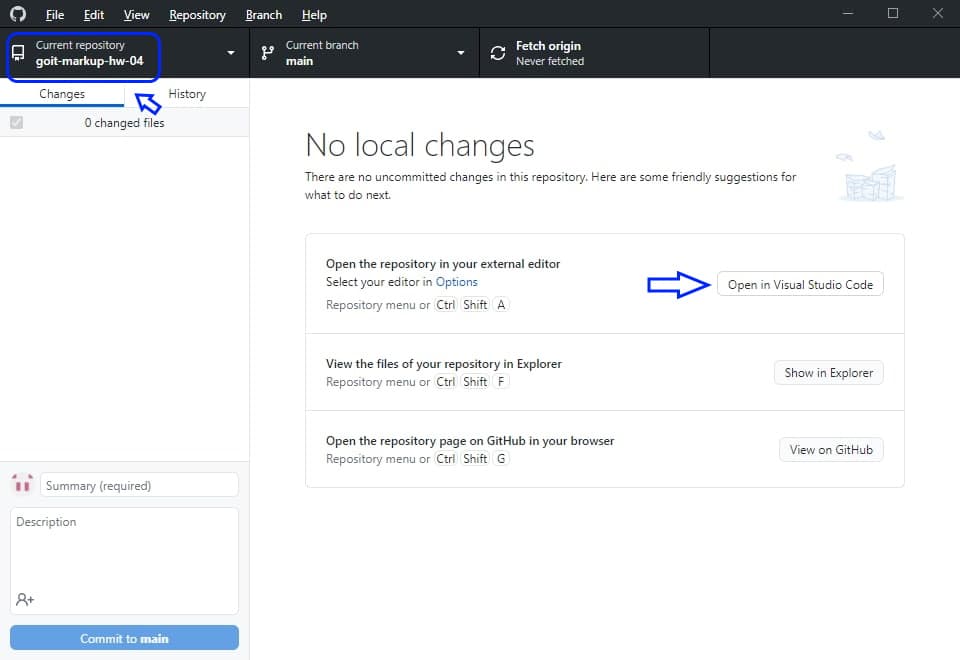 File Edit View Repository Branch Help
Current repository
goit-markup-hw-04
Current branch
main
Fetch origin
Never fetched
Changes History
0 changed files
No local changes
There are no uncommitted changes in this repository. Here are some friendly suggestions for
what to do next.
Open the repository in your external editor
Select your editor in Options
Repository menu or Ctrl Shift A
Open in Visual Studio Code
View the files of your repository in Explorer
Repository menu or Ctrl Shift F
Show in Explorer
Open the repository page on GitHub in your browser
Repository menu or Ctrl Shift G
View on GitHub
Summary (required)
Description
Commit to main